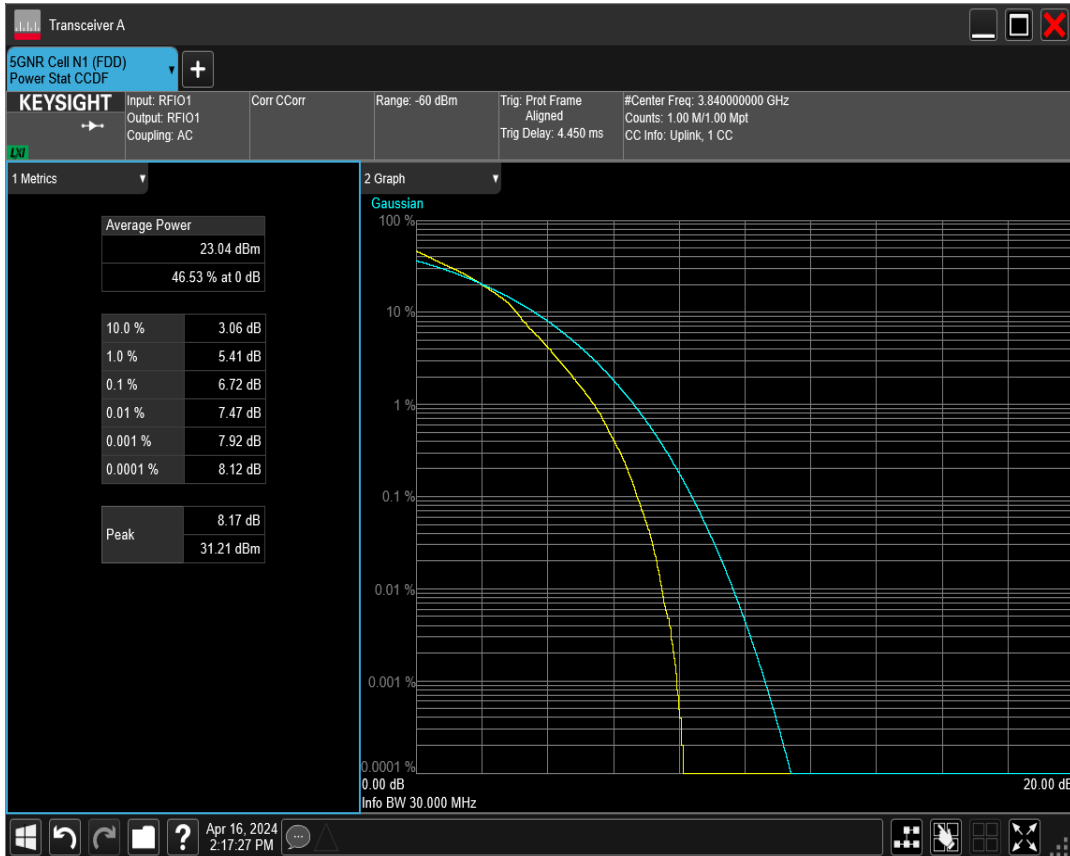 Transceiver A
5GNR Cell N1 (FDD)
Power Stat CCDF
+
KEYSIGHT
LXI
Input: RFIO1
Output: RFIO1
Coupling: AC
Corr CCorr
Range: -60 dBm
Trig: Prot Frame
Aligned
Trig Delay: 4.450 ms
#Center Freq: 3.840000000 GHz
Counts: 1.00 M/1.00 Mpt
CC Info: Uplink, 1 CC
1 Metrics
Average Power
23.04 dBm
46.53 % at 0 dB
10.0 % 3.06 dB
1.0 % 5.41 dB
0.1 % 6.72 dB
0.01 % 7.47 dB
0.001 % 7.92 dB
0.0001 % 8.12 dB
Peak
8.17 dB
31.21 dBm
2 Graph
Gaussian
100 %
10 %
1 %
0.1 %
0.01 %
0.001 %
0.0001 %
0.00 dB 20.00 dB
Info BW 30.000 MHz
? Apr 16, 2024
2:17:27 PM